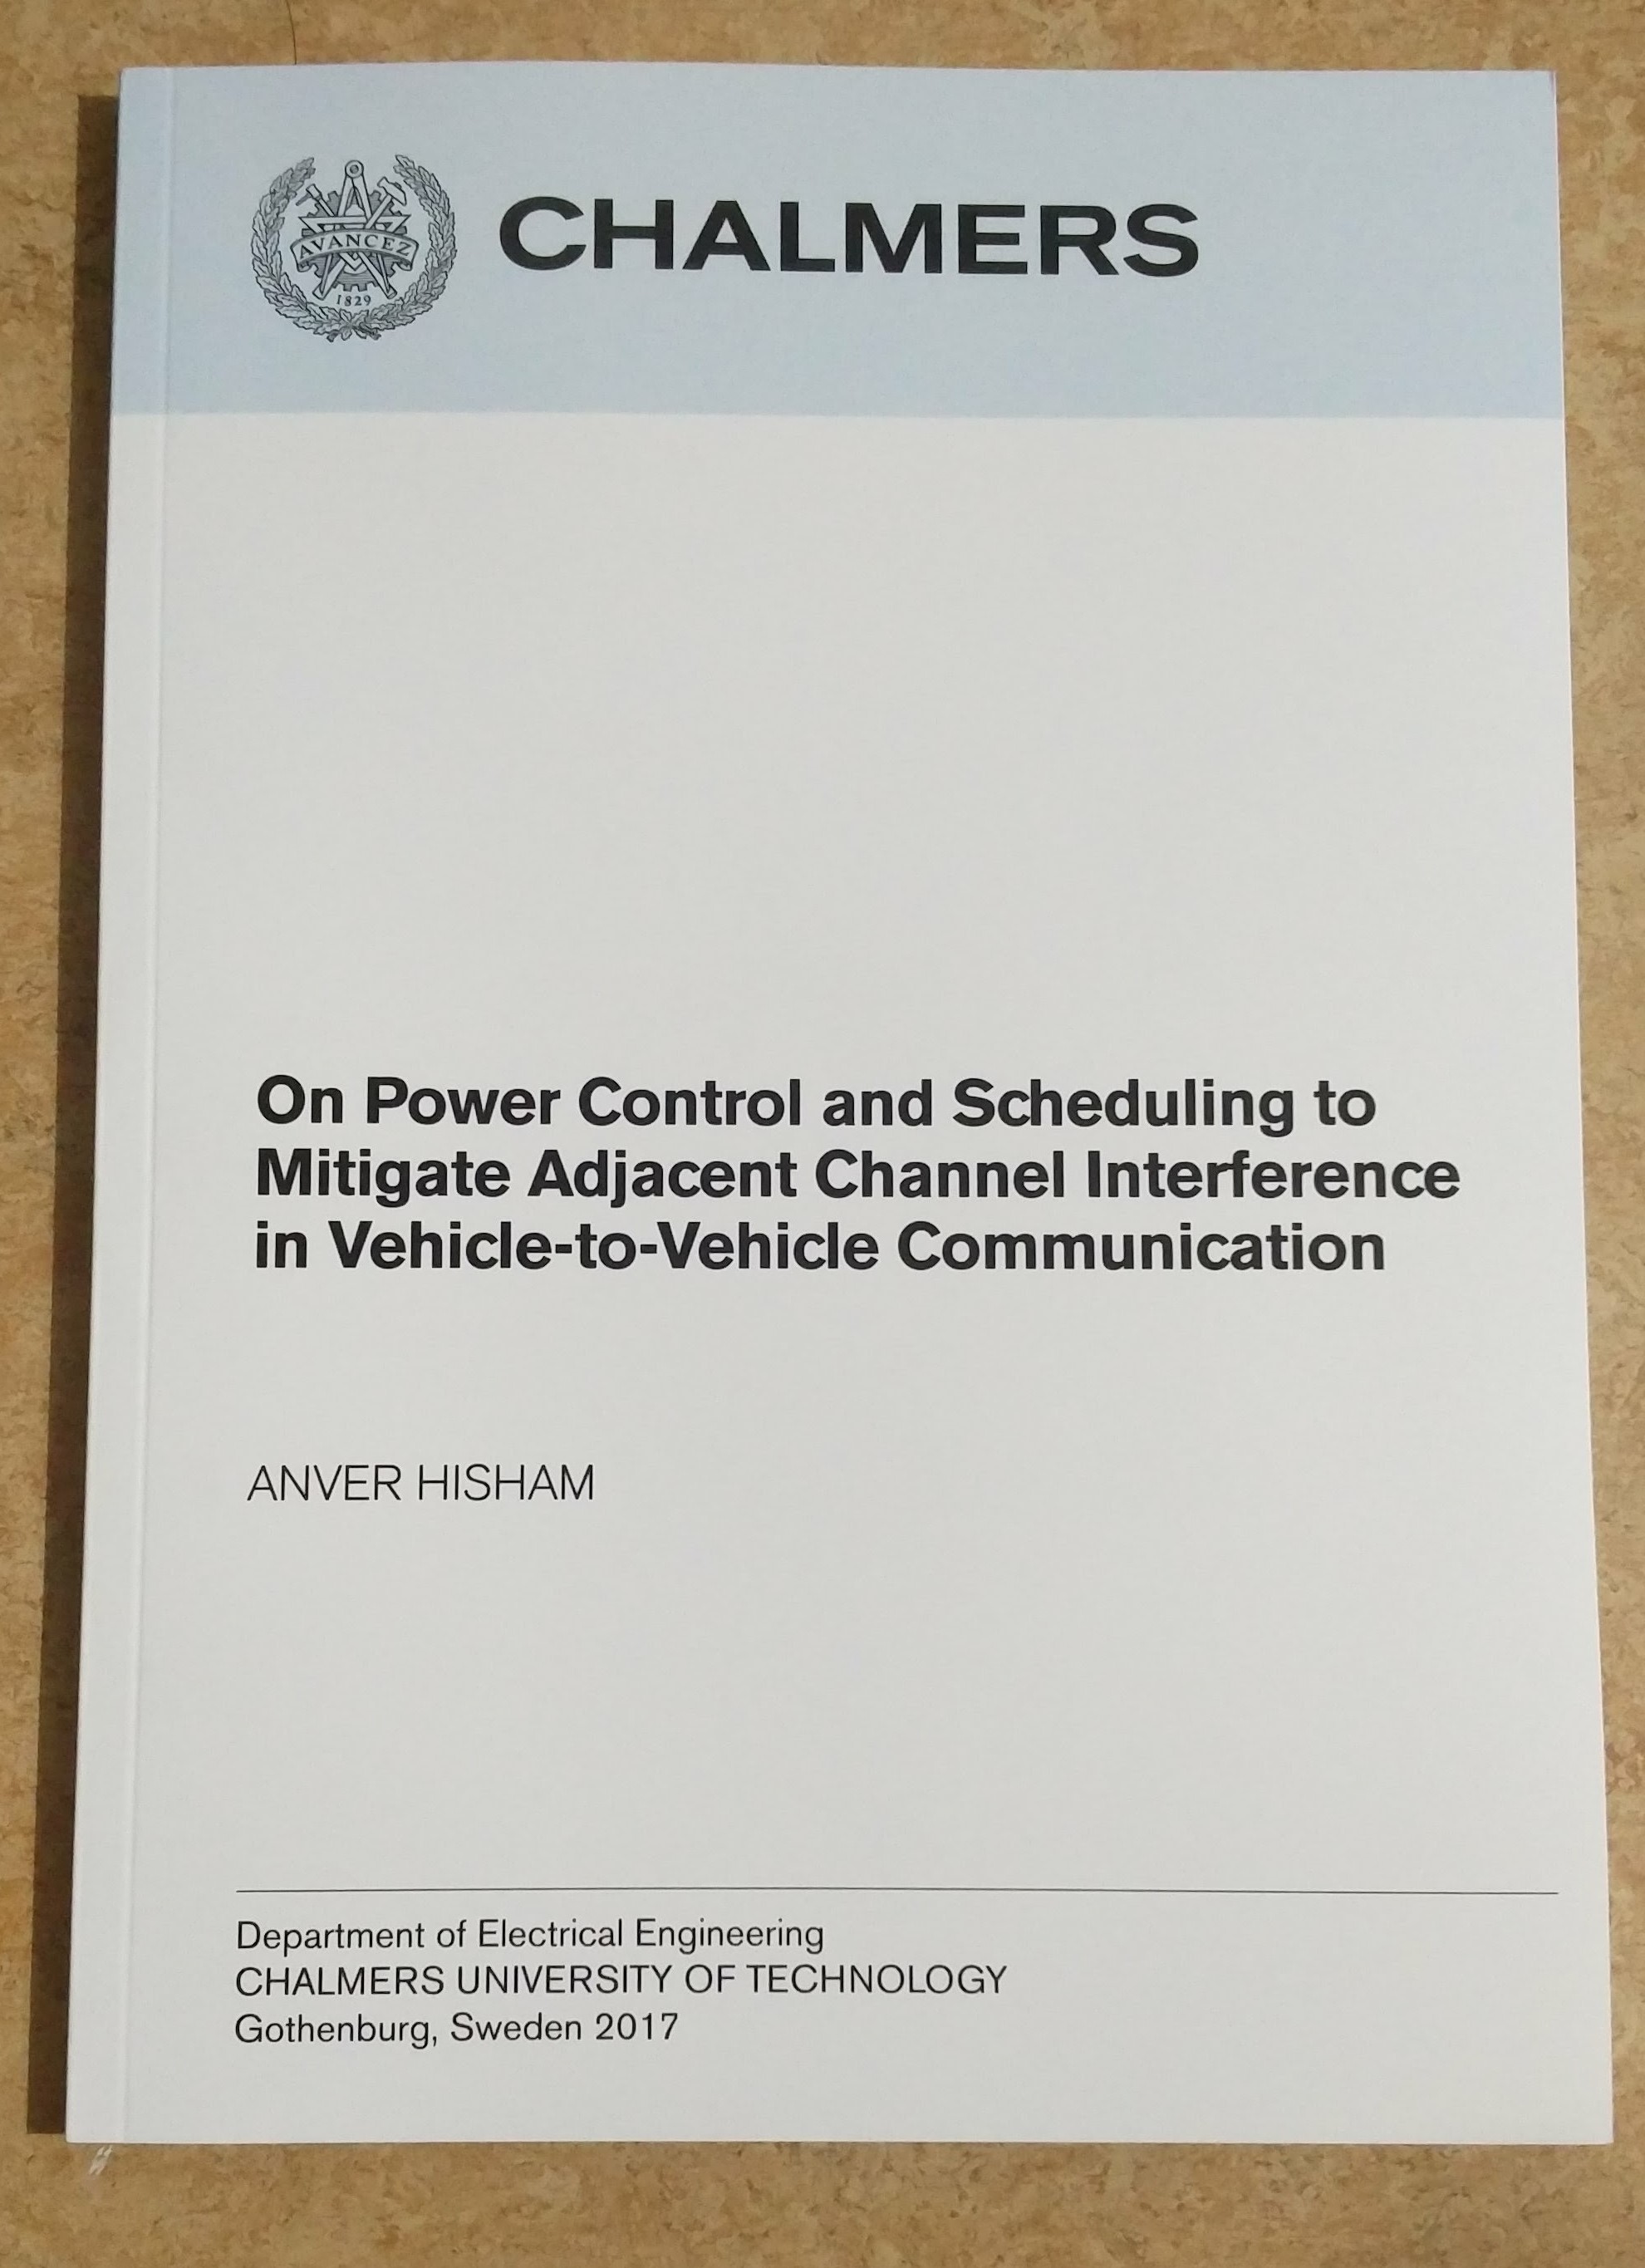 AVANCEZ
1829
CHALMERS
On Power Control and Scheduling to
Mitigate Adjacent Channel Interference
in Vehicle-to-Vehicle Communication
ANVER HISHAM
Department of Electrical Engineering
CHALMERS UNIVERSITY OF TECHNOLOGY
Gothenburg, Sweden 2017